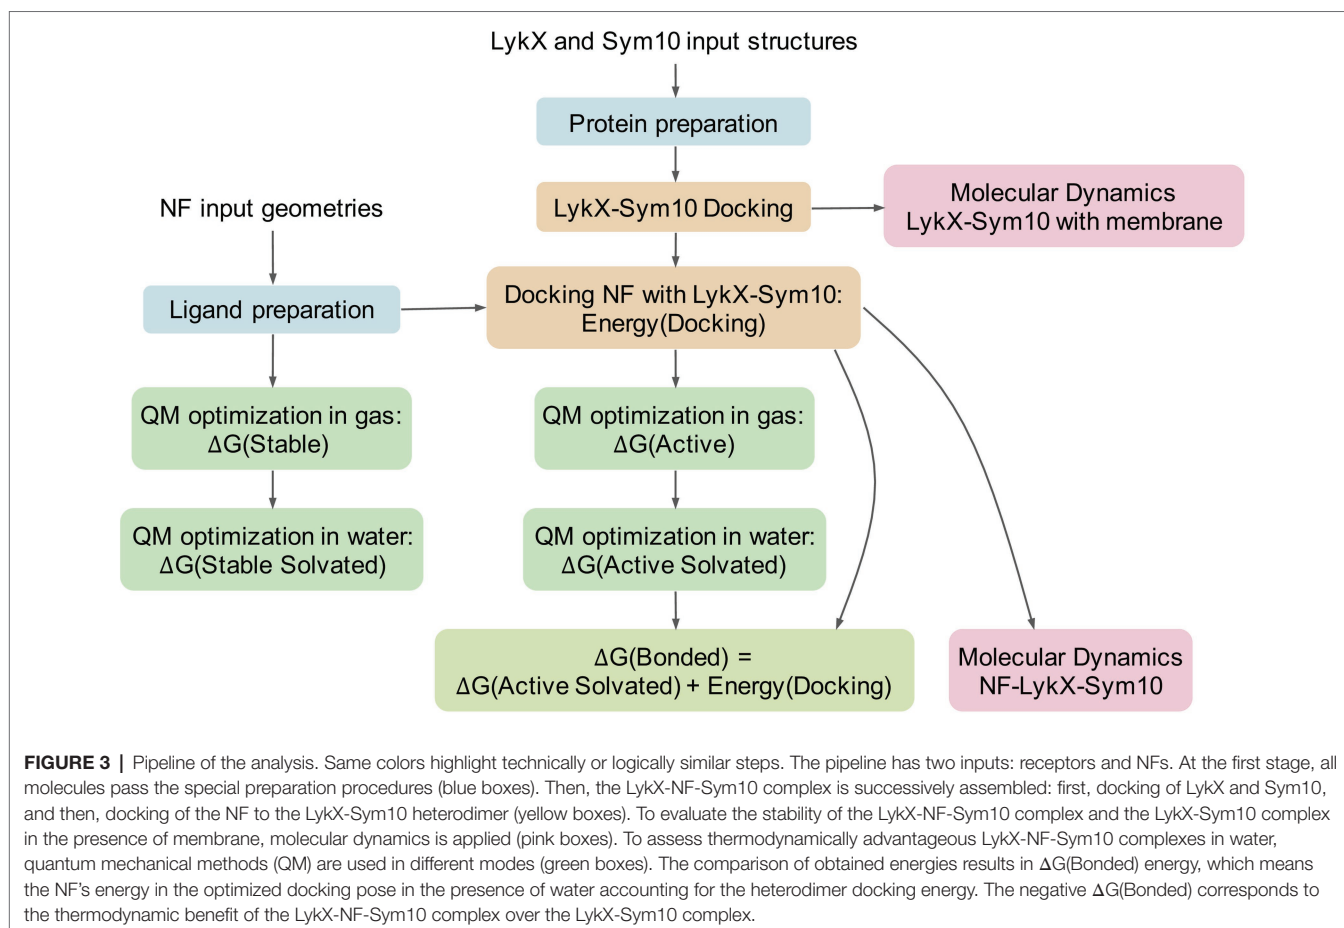 LykX and Sym10 input structures
Protein preparation
LykX-Sym10 Docking
Molecular Dynamics
LykX-Sym10 with membrane
NF input geometries
Ligand preparation
Docking NF with LykX-Sym10:
Energy(Docking)
QM optimization in gas:
ΔG(Stable)
QM optimization in gas:
ΔG(Active)
QM optimization in water:
ΔG(Stable Solvated)
QM optimization in water:
ΔG(Active Solvated)
ΔG(Bonded) =
ΔG(Active Solvated) + Energy(Docking)
Molecular Dynamics
NF-LykX-Sym10
FIGURE 3 | Pipeline of the analysis. Same colors highlight technically or logically similar steps. The pipeline has two inputs: receptors and NFs. At the first stage, all
molecules pass the special preparation procedures (blue boxes). Then, the LykX-NF-Sym10 complex is successively assembled: first, docking of LykX and Sym10,
and then, docking of the NF to the LykX-Sym10 heterodimer (yellow boxes). To evaluate the stability of the LykX-NF-Sym10 complex and the LykX-Sym10 complex
in the presence of membrane, molecular dynamics is applied (pink boxes). To assess thermodynamically advantageous LykX-NF-Sym10 complexes in water,
quantum mechanical methods (QM) are used in different modes (green boxes). The comparison of obtained energies results in ΔG(Bonded) energy, which means
the NF's energy in the optimized docking pose in the presence of water accounting for the heterodimer docking energy. The negative ΔG(Bonded) corresponds to
the thermodynamic benefit of the LykX-NF-Sym10 complex over the LykX-Sym10 complex.